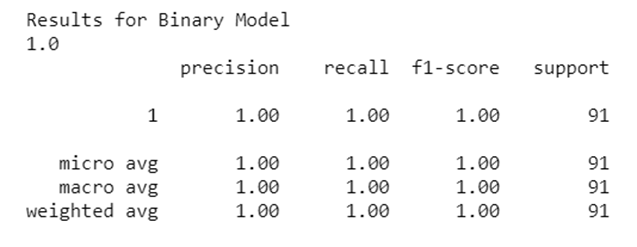 Results for Binary Model
1.0
precision recall f1-score support
1 1.00 1.00 1.00 91
micro avg 1.00 1.00 1.00 91
macro avg 1.00 1.00 1.00 91
weighted avg 1.00 1.00 1.00 91